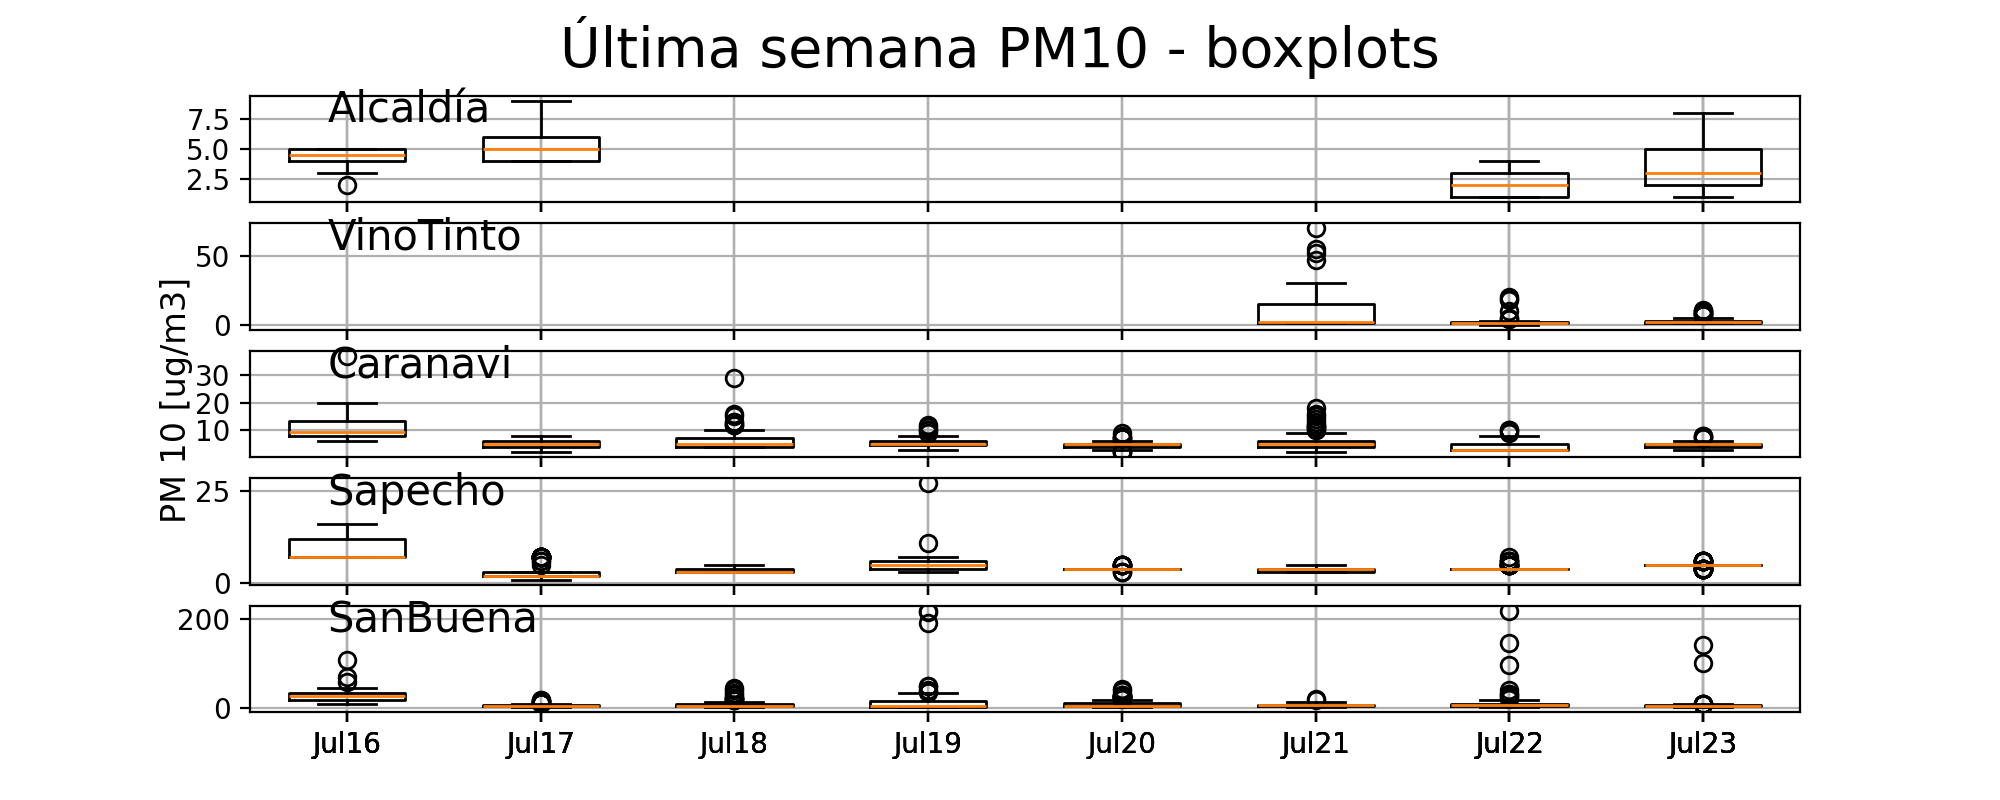 Última semana PM10 - boxplots
Alcaldía
7.5
5.0
2.5
VinoTinto
50
0
PM 10 [ug/m3]
Caranavi
30
20
10
Sapecho
25
0
SanBuena
200
0
Jul16 Jul17 Jul18 Jul19 Jul20 Jul21 Jul22 Jul23